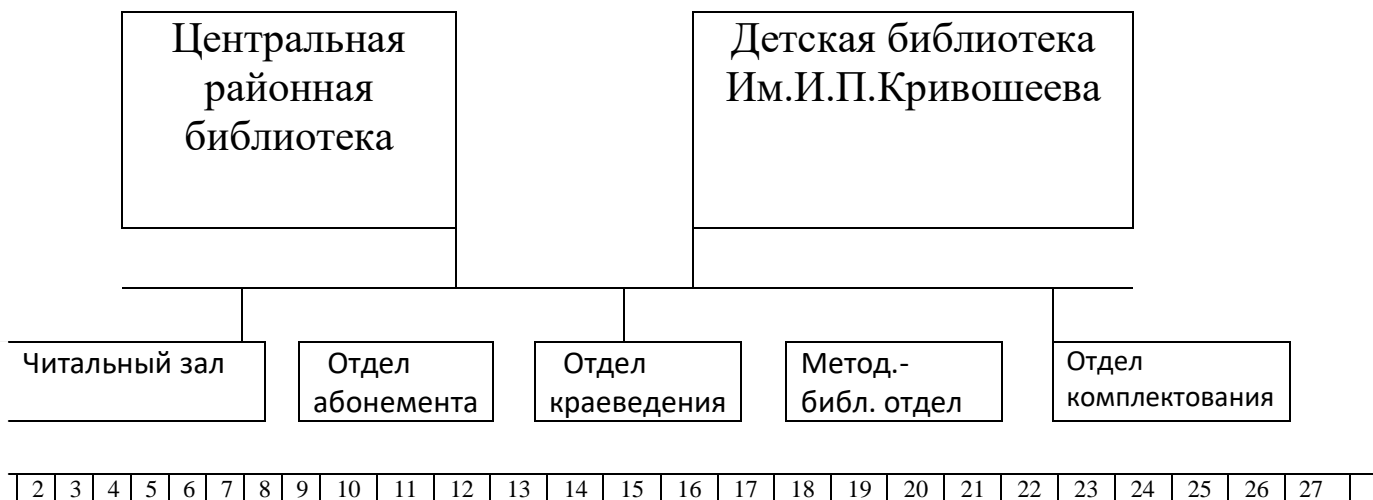 Центральная
районная
библиотека
Детская библиотека
Им.И.П.Кривошеева
Читальный зал
Отдел
абонемента
Отдел
краеведения
Метод.-
библ. отдел
Отдел
комплектования
2 3 4 5 6 7 8 9 10 11 12 13 14 15 16 17 18 19 20 21 22 23 24 25 26 27